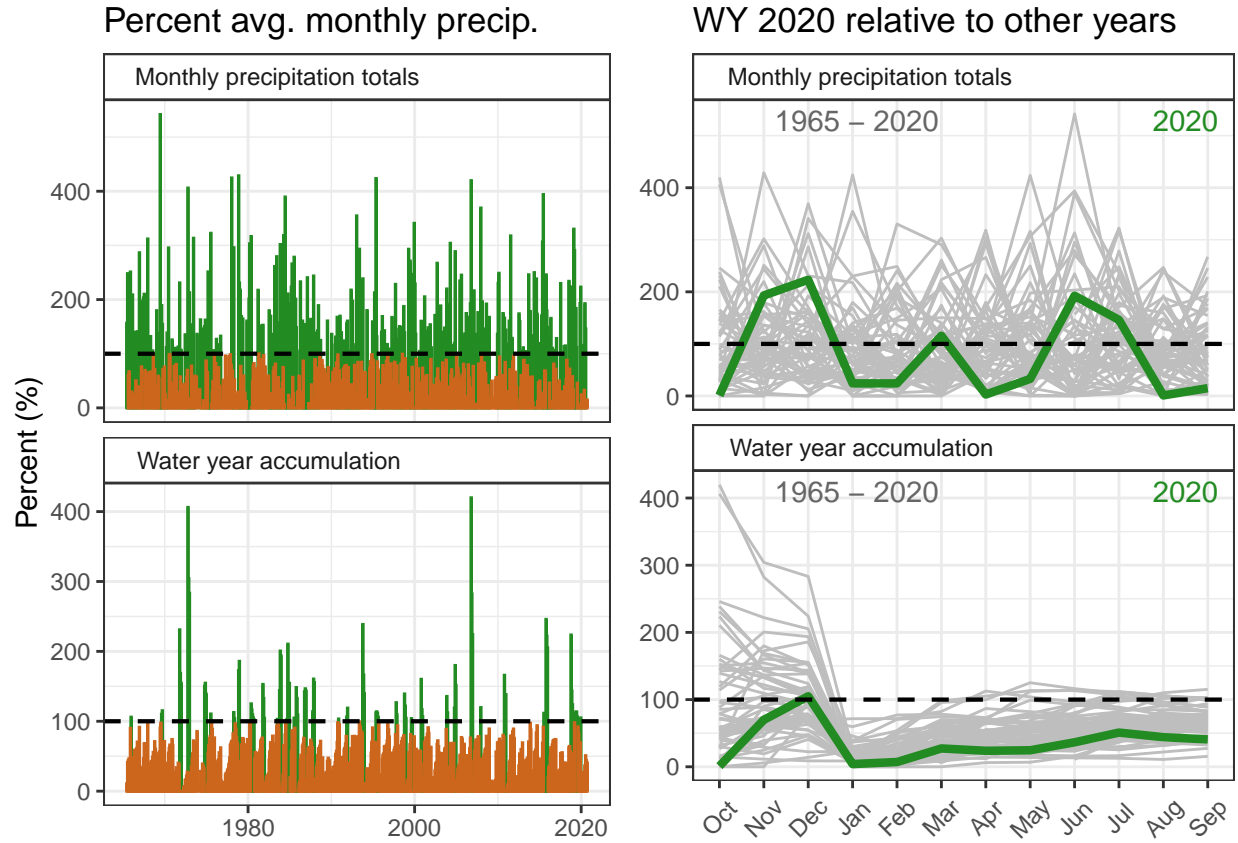 Percent avg. monthly precip.
Monthly precipitation totals
400
200
0
Water year accumulation
400
300
200
100
0
1980
2000
2020
Percent (%)
WY 2020 relative to other years
Monthly precipitation totals
1965 – 2020
2020
400
200
0
Water year accumulation
1965 – 2020
2020
400
300
200
100
0
Oct
Nov
Dec
Jan
Feb
Mar
Apr
May
Jun
Jul
Aug
Sep